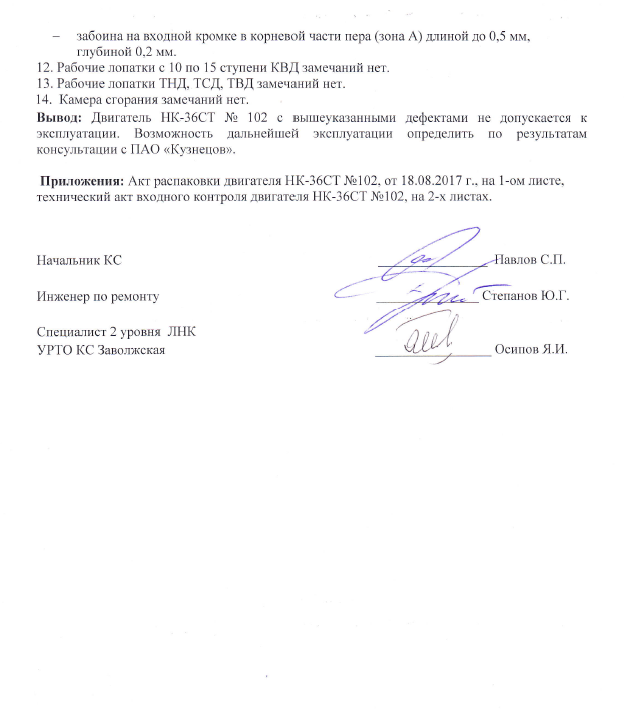 – забоина на входной кромке в корневой части пера (зона А) длиной до 0,5 мм,
глубиной 0,2 мм.
12. Рабочие лопатки с 10 по 15 ступени КВД замечаний нет.
13. Рабочие лопатки ТНД, ТСД, ТВД замечаний нет.
14. Камера сгорания замечаний нет.
Вывод: Двигатель НК-36СТ № 102 с вышеуказанными дефектами не допускается к
эксплуатации. Возможность дальнейшей эксплуатации определить по результатам
консультации с ПАО «Кузнецов».
Приложения: Акт распаковки двигателя НК-36СТ №102, от 18.08.2017 г., на 1-ом листе,
технический акт входного контроля двигателя НК-36СТ №102, на 2-х листах.
Начальник КС Павлов С.П.
Инженер по ремонту Степанов Ю.Г.
Специалист 2 уровня ЛНК
УРТО КС Заволжская Осипов Я.И.